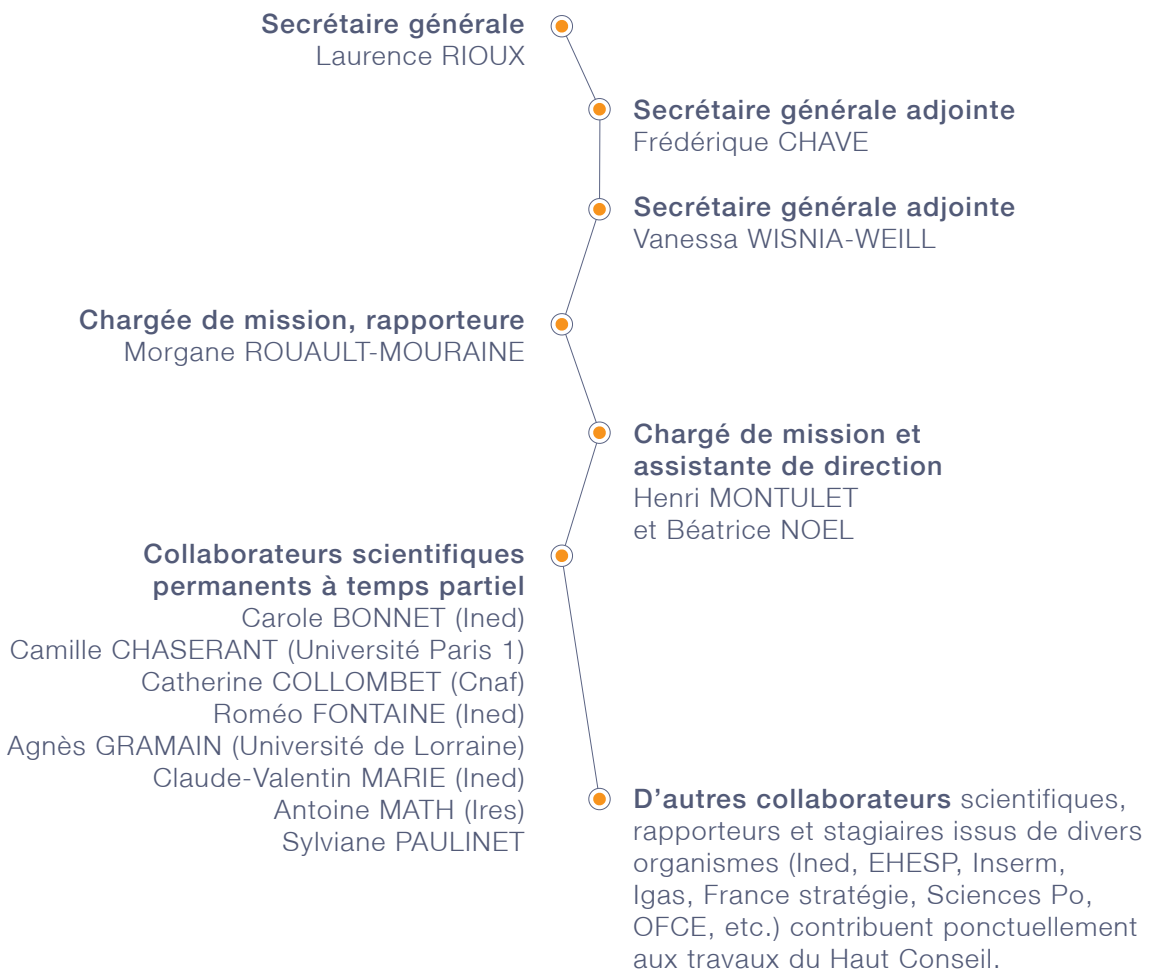 Secrétaire générale
Laurence RIOUX
Secrétaire générale adjointe
Frédérique CHAVE
Secrétaire générale adjointe
Vanessa WISNIA-WEILL
Chargée de mission, rapporteure
Morgane ROUAULT-MOURAINE
Chargé de mission et
assistante de direction
Henri MONTULET
et Béatrice NOEL
Collaborateurs scientifiques
permanents à temps partiel
Carole BONNET (Ined)
Camille CHASERANT (Université Paris 1)
Catherine COLLOMBET (Cnaf)
Roméo FONTAINE (Ined)
Agnès GRAMAIN (Université de Lorraine)
Claude-Valentin MARIE (Ined)
Antoine MATH (Ires)
Sylviane PAULINET
D’autres collaborateurs scientifiques,
rapporteurs et stagiaires issus de divers
organismes (Ined, EHESP, Inserm,
Igas, France stratégie, Sciences Po,
OFCE, etc.) contribuent ponctuellement
aux travaux du Haut Conseil.